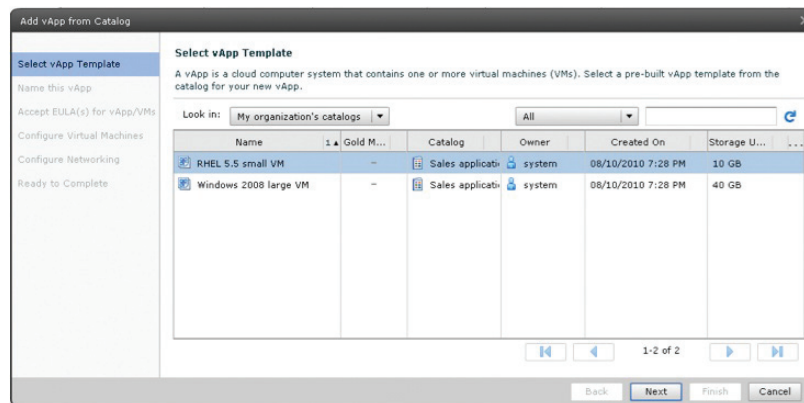 Add vApp from Catalog
Select vApp Template
Name this vApp
Accept EULA(s) for vApp/VMs
Configure Virtual Machines
Configure Networking
Ready to Complete
Select vApp Template
A vApp is a cloud computer system that contains one or more virtual machines (VMs). Select a pre-built vApp template from the
catalog for your new vApp.
Look in: My organization's catalogs All
Name 1 Gold M... Catalog Owner Created On Storage U... ...
RHEL 5.5 small VM - Sales applicati system 08/10/2010 7:28 PM 10 GB
Windows 2008 large VM - Sales applicati system 08/10/2010 7:28 PM 40 GB
1-2 of 2
Back Next Finish Cancel